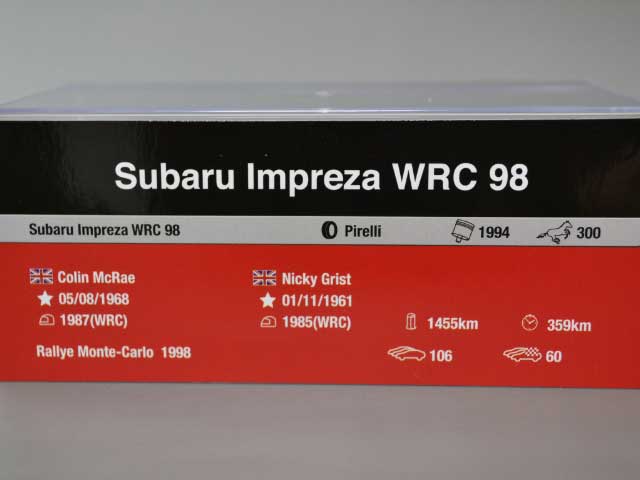 Subaru Impreza WRC 98
Subaru Impreza WRC 98 Pirelli 1994 300
Colin McRae Nicky Grist
05/08/1968 01/11/1961
1987(WRC) 1985(WRC) 1455km 359km
Rallye Monte-Carlo 1998 106 60